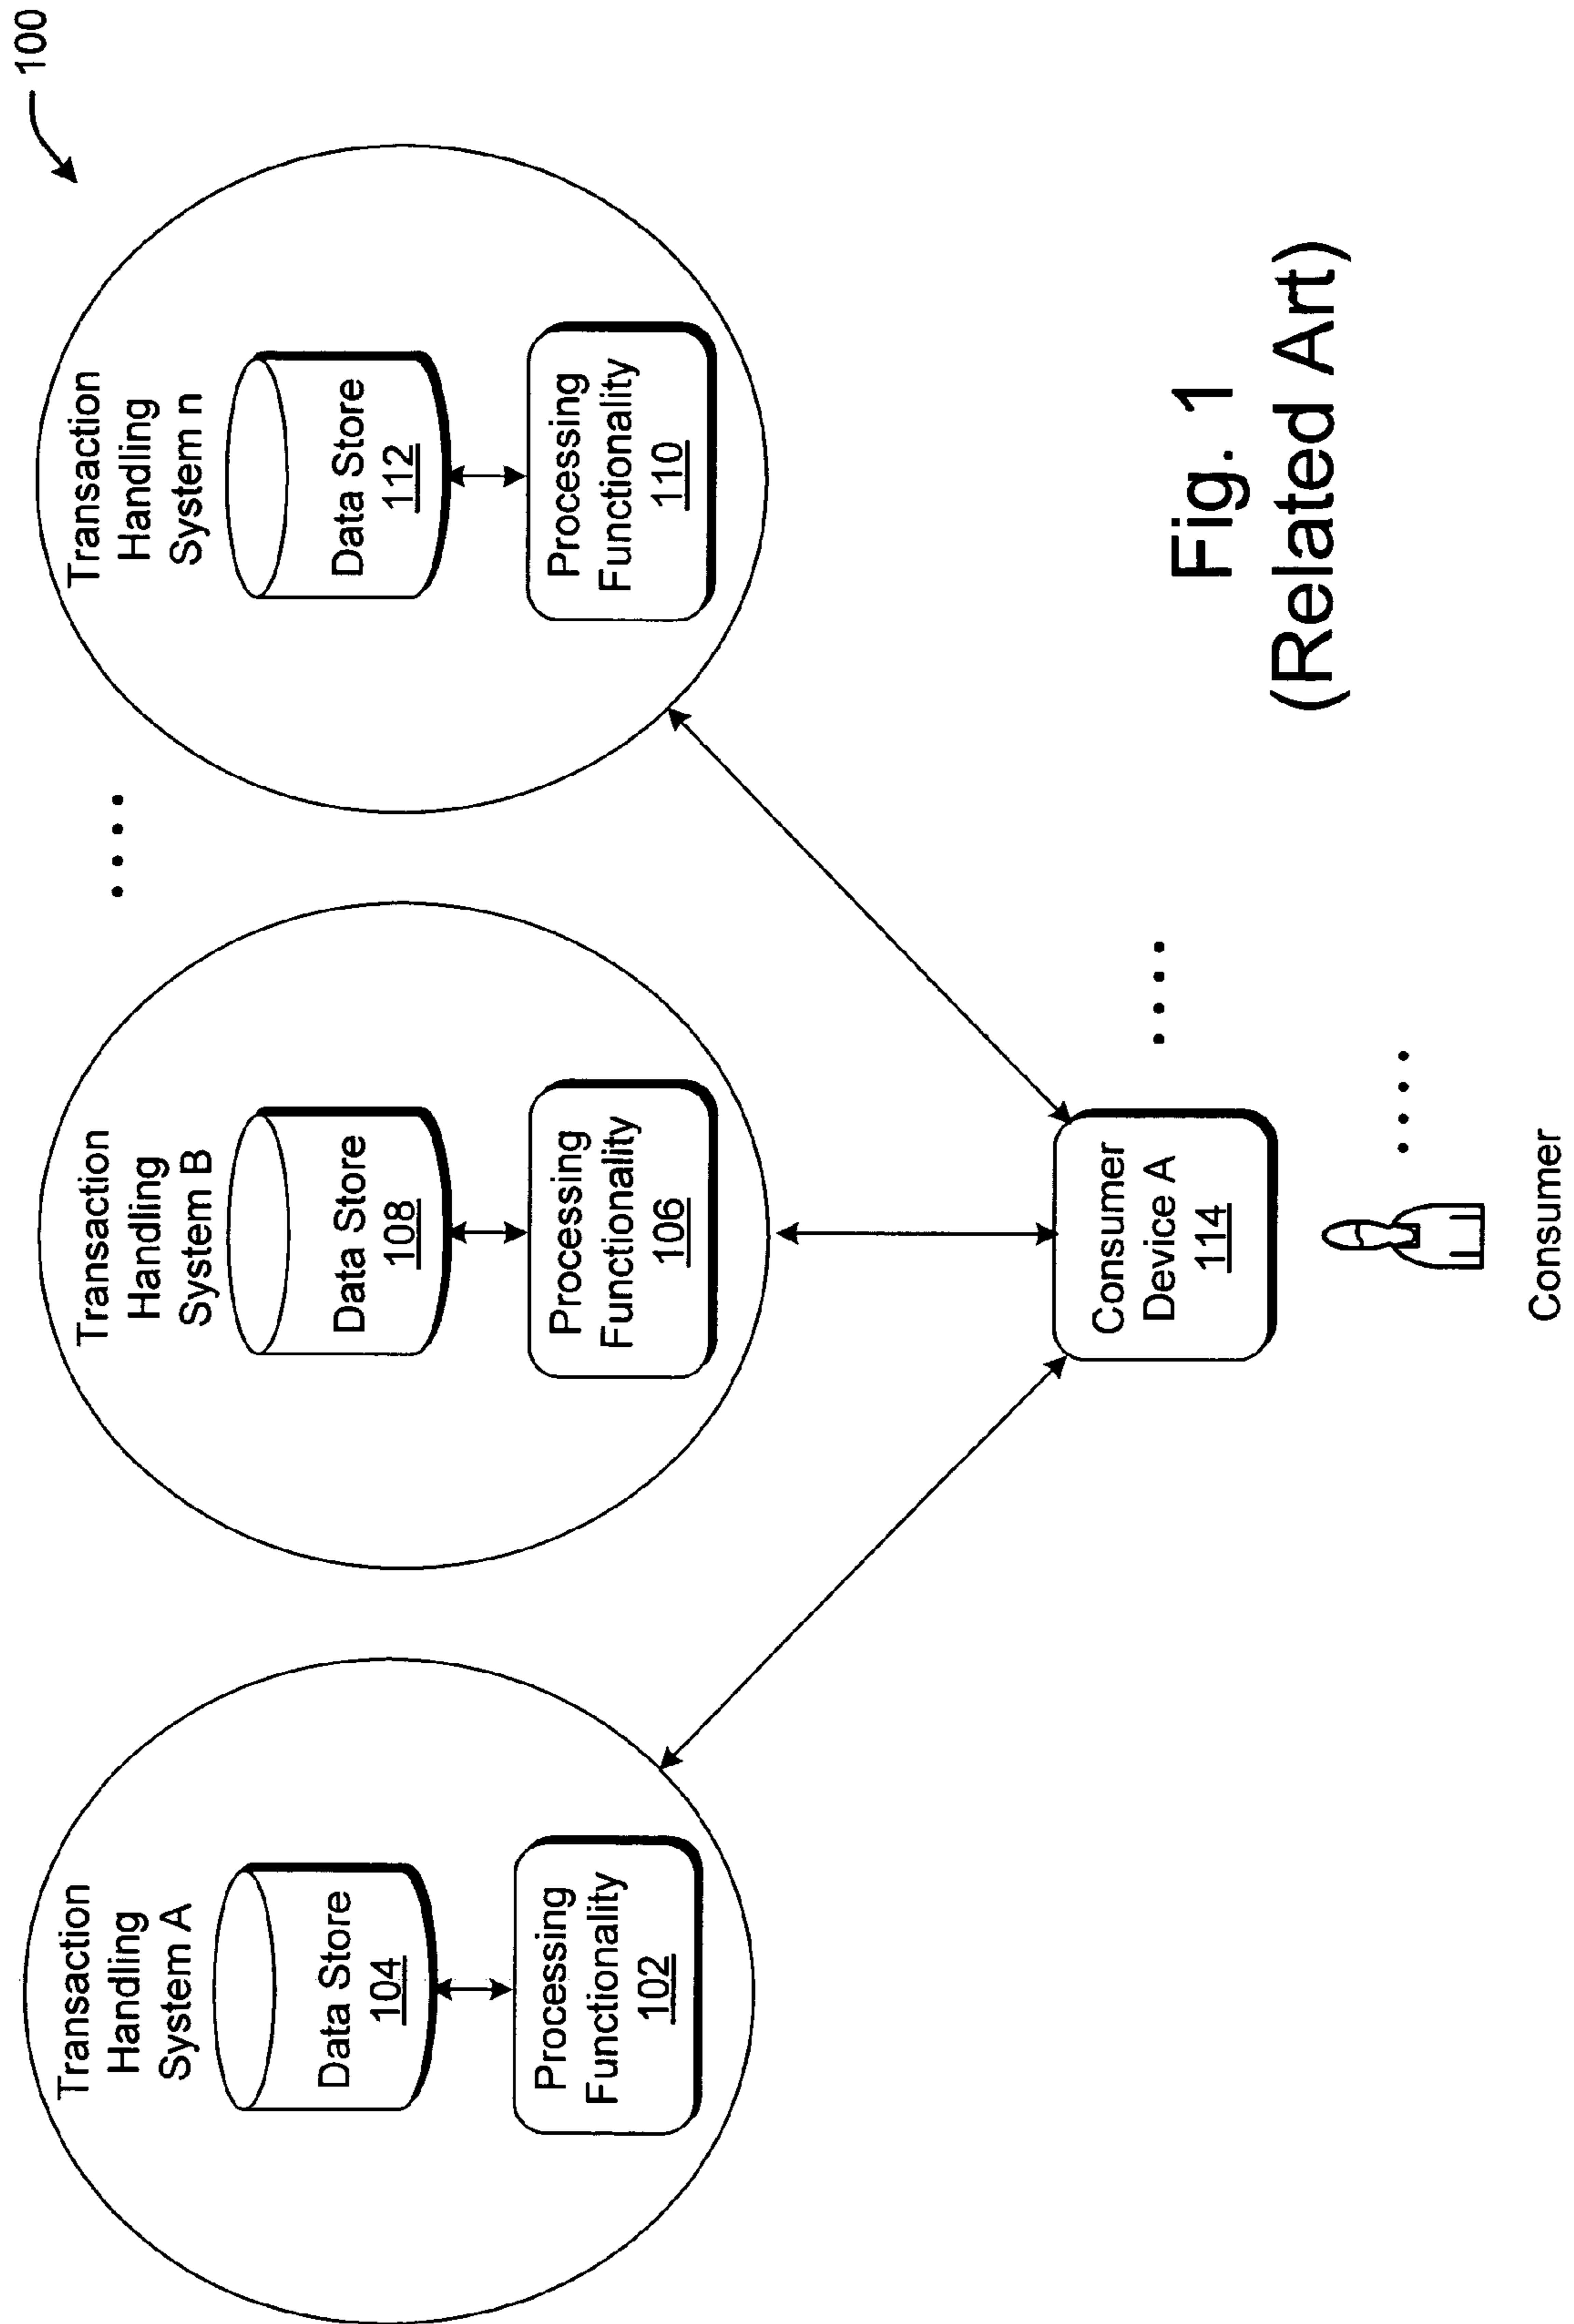 100
Transaction
Handling
System A
Data Store
104
Processing
Functionality
102
Transaction
Handling
System B
Data Store
108
Processing
Functionality
106
....
Transaction
Handling
System n
Data Store
112
Processing
Functionality
110
Consumer
Device A
114
....
....
Consumer
Fig. 1
(Related Art)